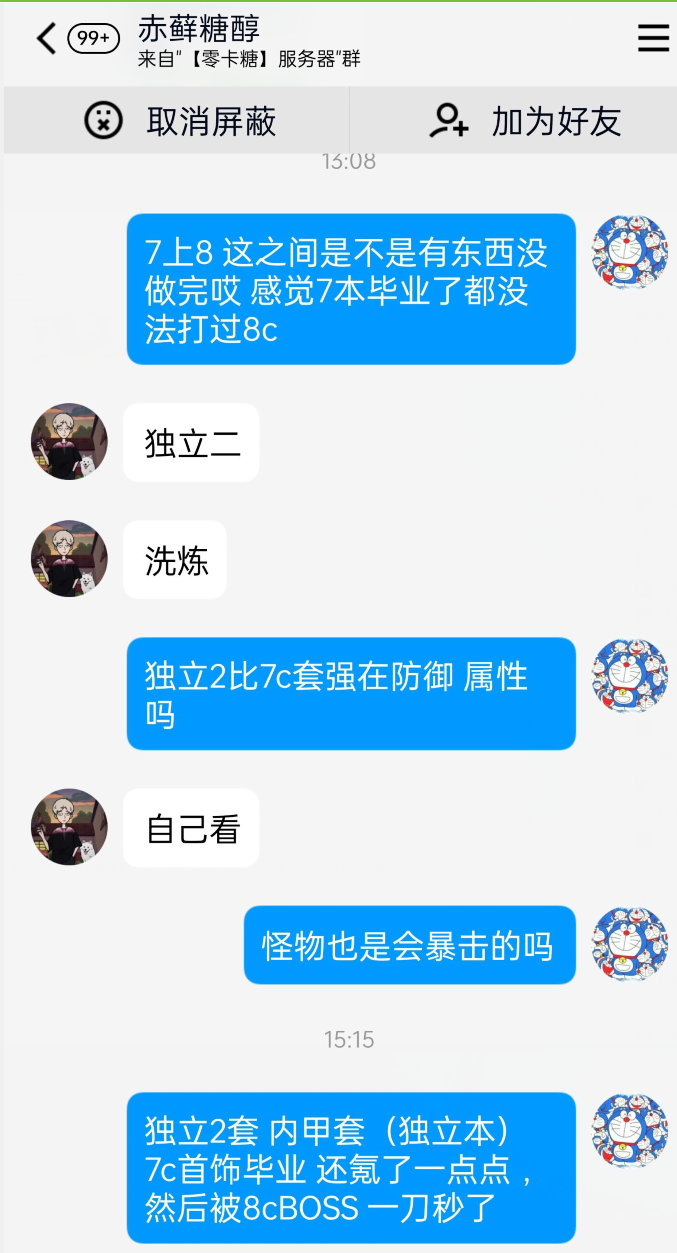 99+
赤藓糖醇
来自“【零卡糖】服务器”群
取消屏蔽
加为好友
13:08
7上8 这之间是不是有东西没
做完哎 感觉7本毕业了都没
法打过8c
独立二
洗炼
独立2比7c套强在防御 属性
吗
自己看
怪物也是会暴击的吗
15:15
独立2套 内甲套（独立本）
7c首饰毕业 还氪了一点点，
然后被8cBOSS 一刀秒了